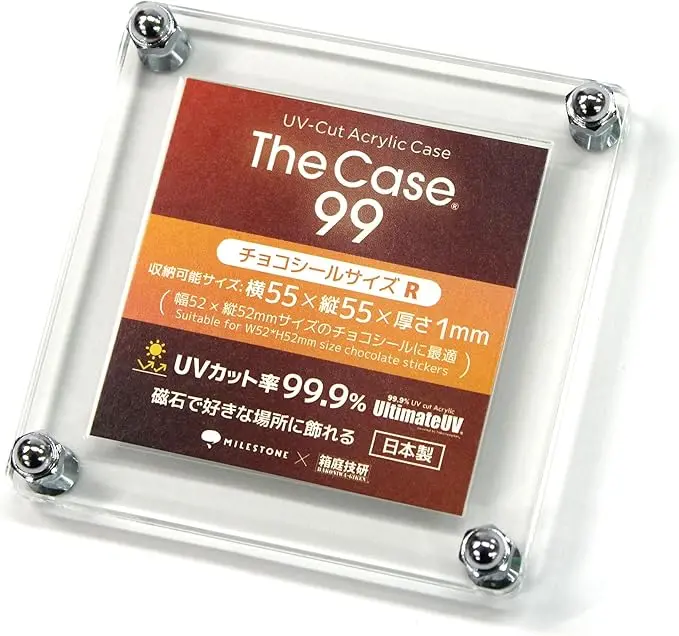 UV-Cut Acrylic Case
The Case®
99
チョコシールサイズ R
収納可能サイズ:横55×縦55×厚さ1mm
(幅52×縦52mmサイズのチョコシールに最適
Suitable for W52*H52mm size chocolate stickers)
UVカット率99.9%
99.9% UV cut Acrylic
UltimateUV
磁石で好きな場所に飾れる
日本製
MILESTONE × 箱庭技研
HAKONIWA-GIKEN